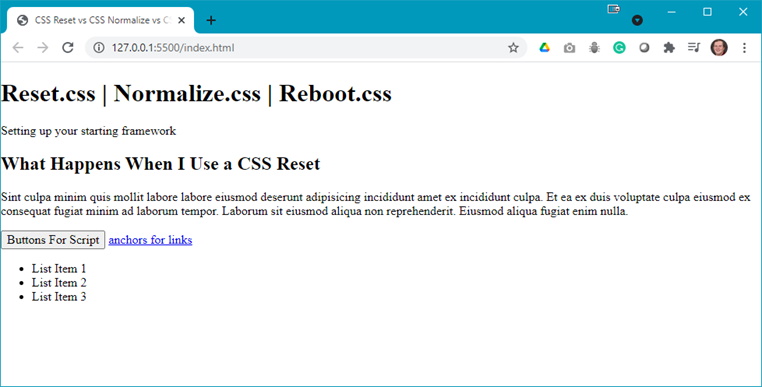 CSS Reset vs CSS Normalize vs C
127.0.0.1:5500/index.html
Reset.css | Normalize.css | Reboot.css
Setting up your starting framework
What Happens When I Use a CSS Reset
Sint culpa minim quis mollit labore labore eiusmod deserunt adipisicing incididunt amet ex incididunt culpa. Et ea ex duis voluptate culpa eiusmod ex
consequat fugiat minim ad laborum tempor. Laborum sit eiusmod aliqua non reprehenderit. Eiusmod aliqua fugiat enim nulla.
Buttons For Script anchors for links
• List Item 1
• List Item 2
• List Item 3